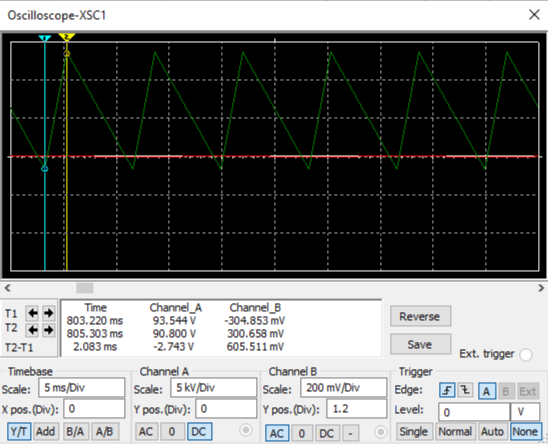 Oscilloscope-XSC1
1 2
T1 Time Channel_A Channel_B
T2 803.220 ms 93.544 V -304.853 mV
805.303 ms 90.800 V 300.658 mV
T2-T1 2.083 ms -2.743 V 605.511 mV
Reverse
Save
Ext. trigger
Timebase Channel A Channel B Trigger
Scale: 5 ms/Div Scale: 5 kV/Div Scale: 200 mV/Div Edge: A B Ext
X pos.(Div): 0 Y pos.(Div): 0 Y pos.(Div): 1.2 Level: 0 V
Y/T Add B/A A/B AC 0 DC AC 0 DC - Single Normal Auto None